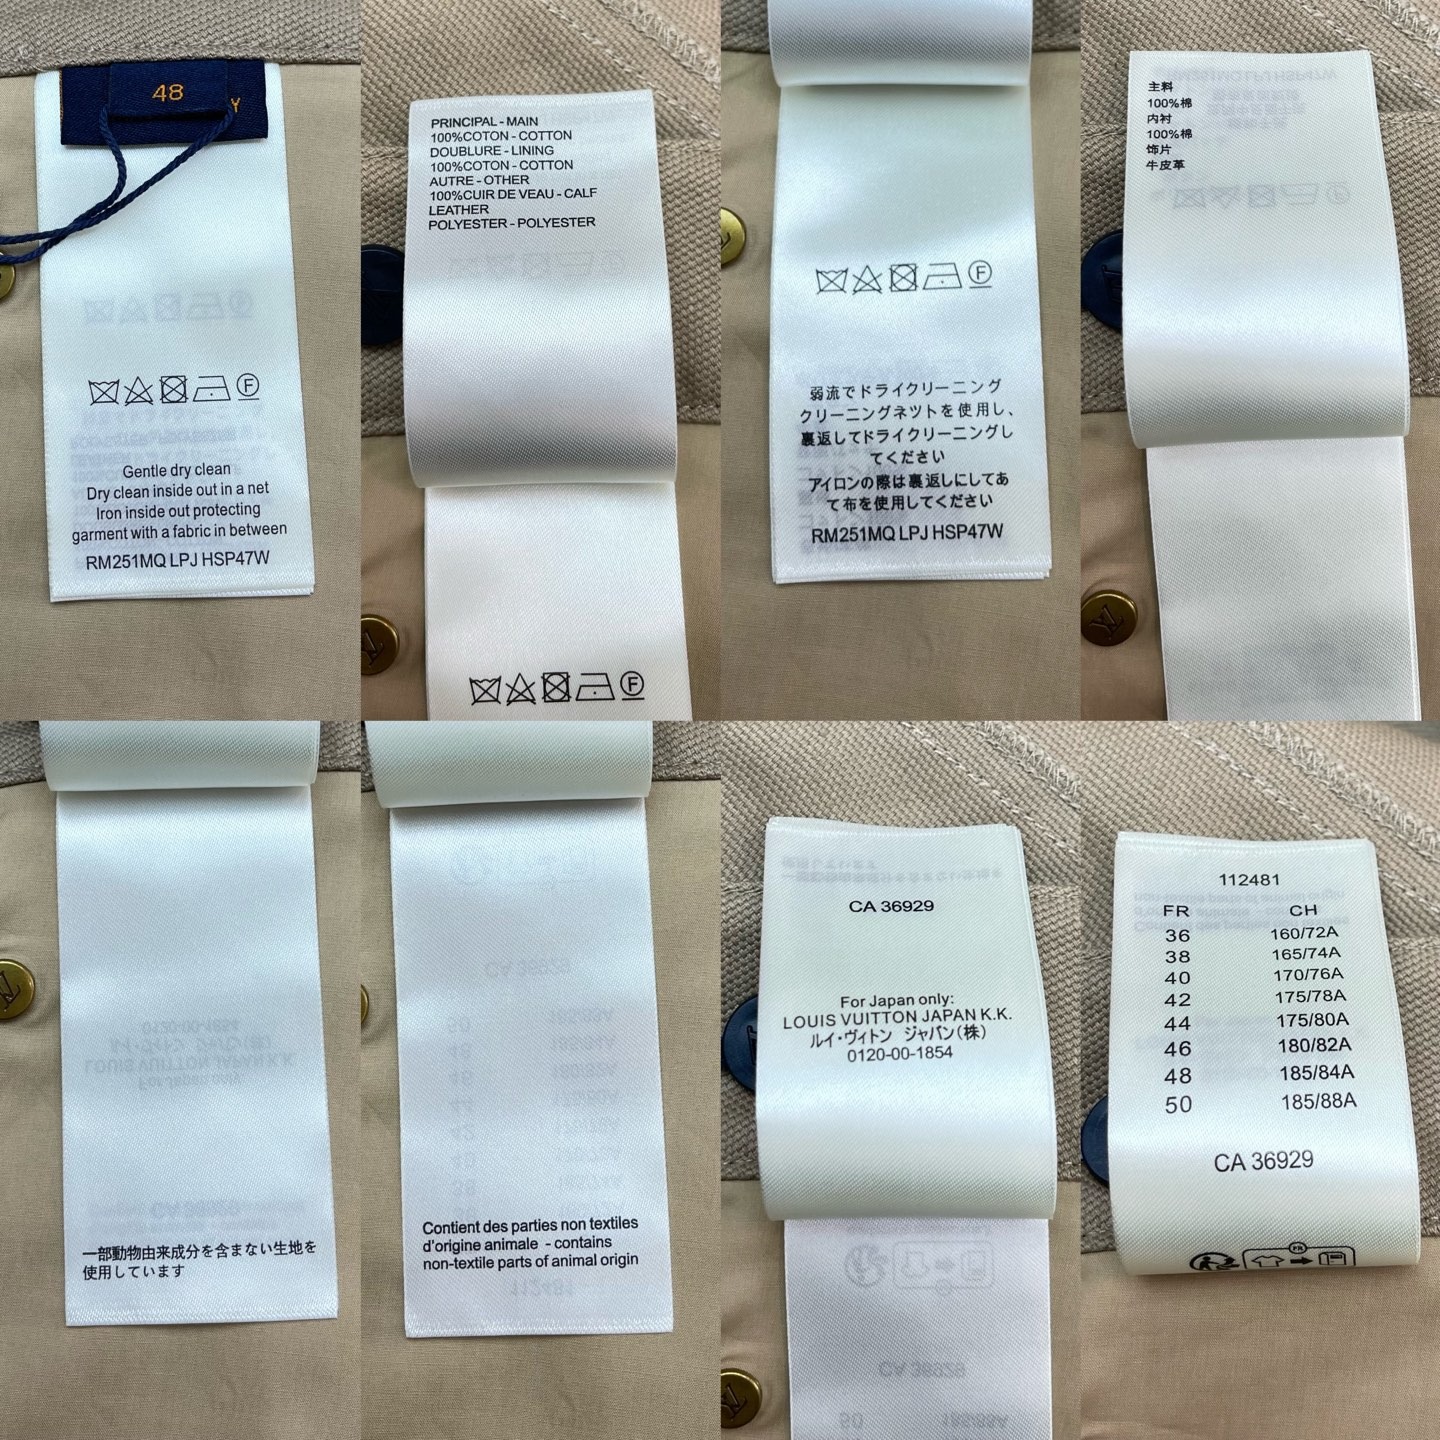 48
Y
F
Gentle dry clean
Dry clean inside out in a net
Iron inside out protecting
garment with a fabric in between
RM251MQ LPJ HSP47W
PRINCIPAL - MAIN
100%COTON - COTTON
DOUBLURE - LINING
100%COTON - COTTON
AUTRE - OTHER
100%CUIR DE VEAU - CALF
LEATHER
POLYESTER - POLYESTER
F
F
弱流でドライクリーニング
クリーニングネツトを使用し、
裏返してドライクリーニングし
てください
アイロンの際は裏返しにしてあ
て布を使用してください
RM251MQ LPJ HSP47W
主料
100%棉
内衬
100%棉
饰片
牛皮革
LV
一部動物由来成分を含まない生地を
使用しています
LV
Contient des parties non textiles
d'origine animale - contains
non-textile parts of animal origin
CA 36929
For Japan only:
LOUIS VUITTON JAPAN K.K.
ルイ・ヴィトン ジャパン（株）
0120-00-1854
LV
112481
FR CH
36 160/72A
38 165/74A
40 170/76A
42 175/78A
44 175/80A
46 180/82A
48 185/84A
50 185/88A
CA 36929
FR